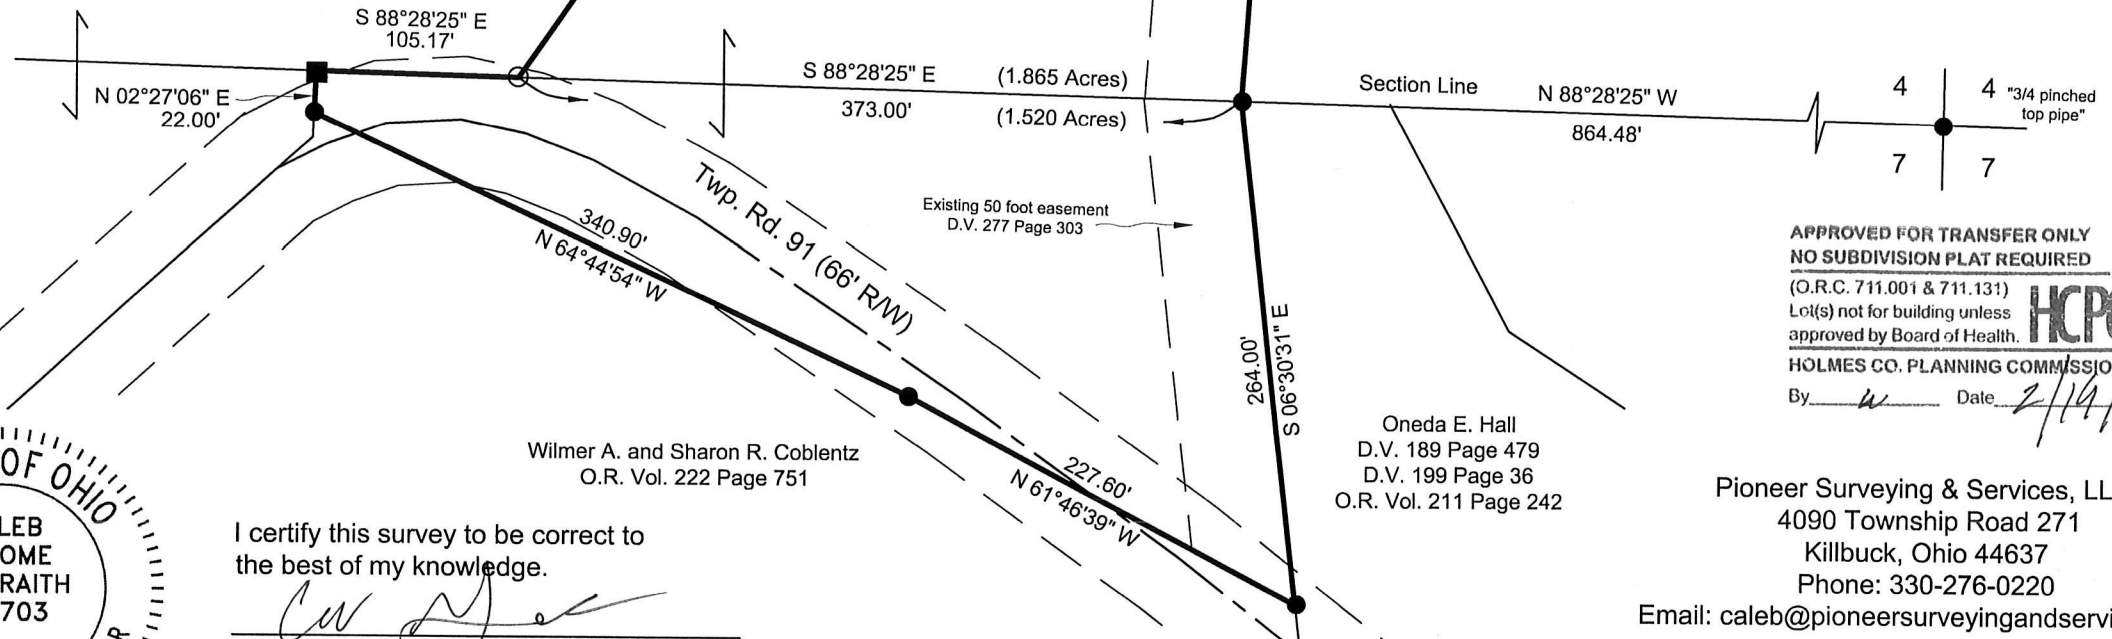 S 88°28'25" E
105.17'
N 02°27'06" E
22.00'
S 88°28'25" E (1.865 Acres)
373.00' (1.520 Acres)
Section Line
N 88°28'25" W
864.48'
4 4
7 7
"3/4 pinched
top pipe"
Twp. Rd. 91 (66' R/W)
Existing 50 foot easement
D.V. 277 Page 303
340.90'
N 64°44'54" W
264.00'
S 06°30'31" E
227.60'
N 61°46'39" W
Wilmer A. and Sharon R. Coblentz
O.R. Vol. 222 Page 751
Oneda E. Hall
D.V. 189 Page 479
D.V. 199 Page 36
O.R. Vol. 211 Page 242
APPROVED FOR TRANSFER ONLY
NO SUBDIVISION PLAT REQUIRED
(O.R.C. 711.001 & 711.131)
Lot(s) not for building unless
approved by Board of Health.
HCP
HOLMES CO. PLANNING COMMISSIO
By Date 2/19/
OF OHIO
LEB
OME
RAITH
703
R
I certify this survey to be correct to
the best of my knowledge.
Pioneer Surveying & Services, LL
4090 Township Road 271
Killbuck, Ohio 44637
Phone: 330-276-0220
Email: caleb@pioneersurveyingandservi